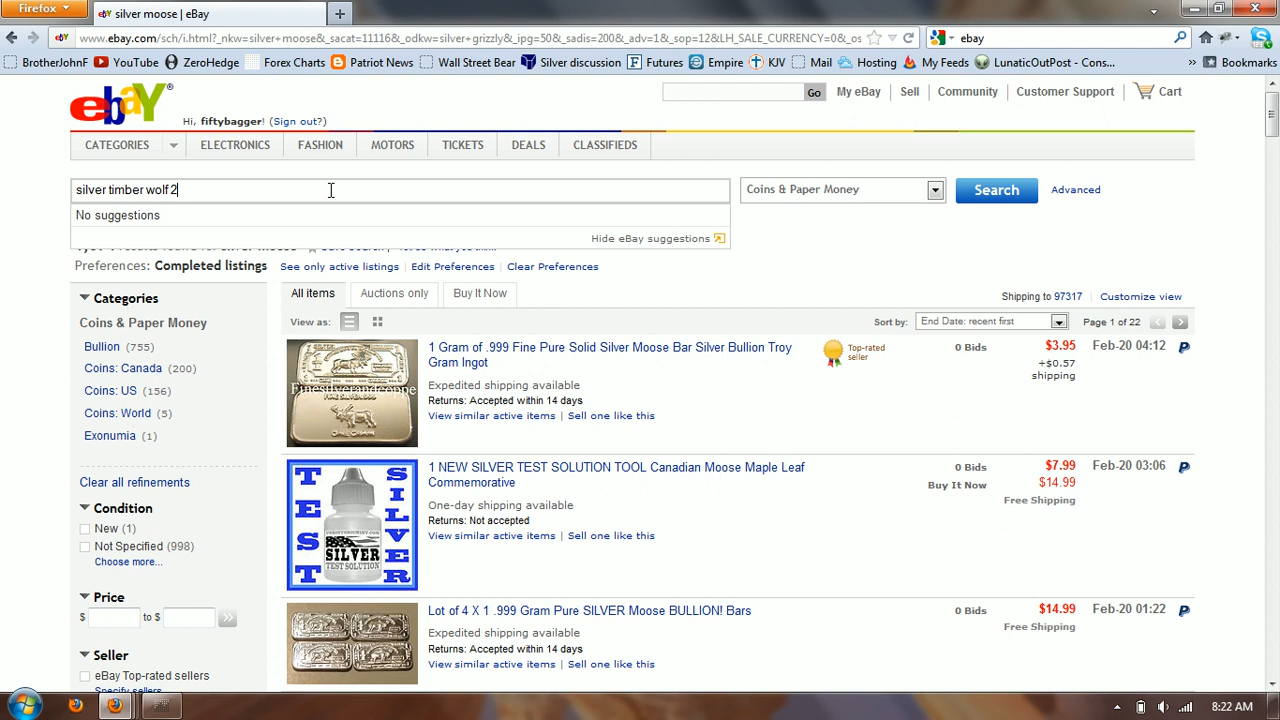 Firefox
silver moose | eBay
www.ebay.com/sch/i.html?_nkw=silver+moose&_sacat=11116&_odkw=silver+grizzly&_ipg=50&_sadis=200&_adv=1&_sop=12&LH_SALE_CURRENCY=0&_os
ebay
BrotherJohnF YouTube ZeroHedge Forex Charts Patriot News Wall Street Bear Silver discussion Futures Empire KJV Mail Hosting My Feeds LunaticOutPost - Cons... Bookmarks
ebay
Hi, fiftybagger! (Sign out?)
Go My eBay Sell Community Customer Support Cart
CATEGORIES ELECTRONICS FASHION MOTORS TICKETS DEALS CLASSIFIEDS
silver timber wolf 2
Coins & Paper Money Search Advanced
No suggestions
Hide eBay suggestions
Preferences: Completed listings See only active listings | Edit Preferences | Clear Preferences
Categories
Coins & Paper Money
Bullion (755)
Coins: Canada (200)
Coins: US (156)
Coins: World (5)
Exonumia (1)
Clear all refinements
Condition
New (1)
Not Specified (998)
Choose more...
Price
$ to $
Seller
eBay Top-rated sellers
Specify sellers
All items Auctions only Buy It Now
Shipping to 97317 | Customize view
View as:
Sort by: End Date: recent first Page 1 of 22
1 Gram of .999 Fine Pure Solid Silver Moose Bar Silver Bullion Troy
Gram Ingot
Expedited shipping available
Returns: Accepted within 14 days
View similar active items | Sell one like this
Top-rated
seller
0 Bids $3.95 Feb-20 04:12
+$0.57
shipping
Finesilverandcoppe
1 NEW SILVER TEST SOLUTION TOOL Canadian Moose Maple Leaf
Commemorative
One-day shipping available
Returns: Not accepted
View similar active items | Sell one like this
0 Bids $7.99 Feb-20 03:06
Buy It Now $14.99
Free Shipping
TEST
SILVER
SILVER
TEST SOLUTION
Lot of 4 X 1 .999 Gram Pure SILVER Moose BULLION! Bars
Expedited shipping available
Returns: Accepted within 14 days
View similar active items | Sell one like this
0 Bids $14.99 Feb-20 01:22
Free Shipping
8:22 AM